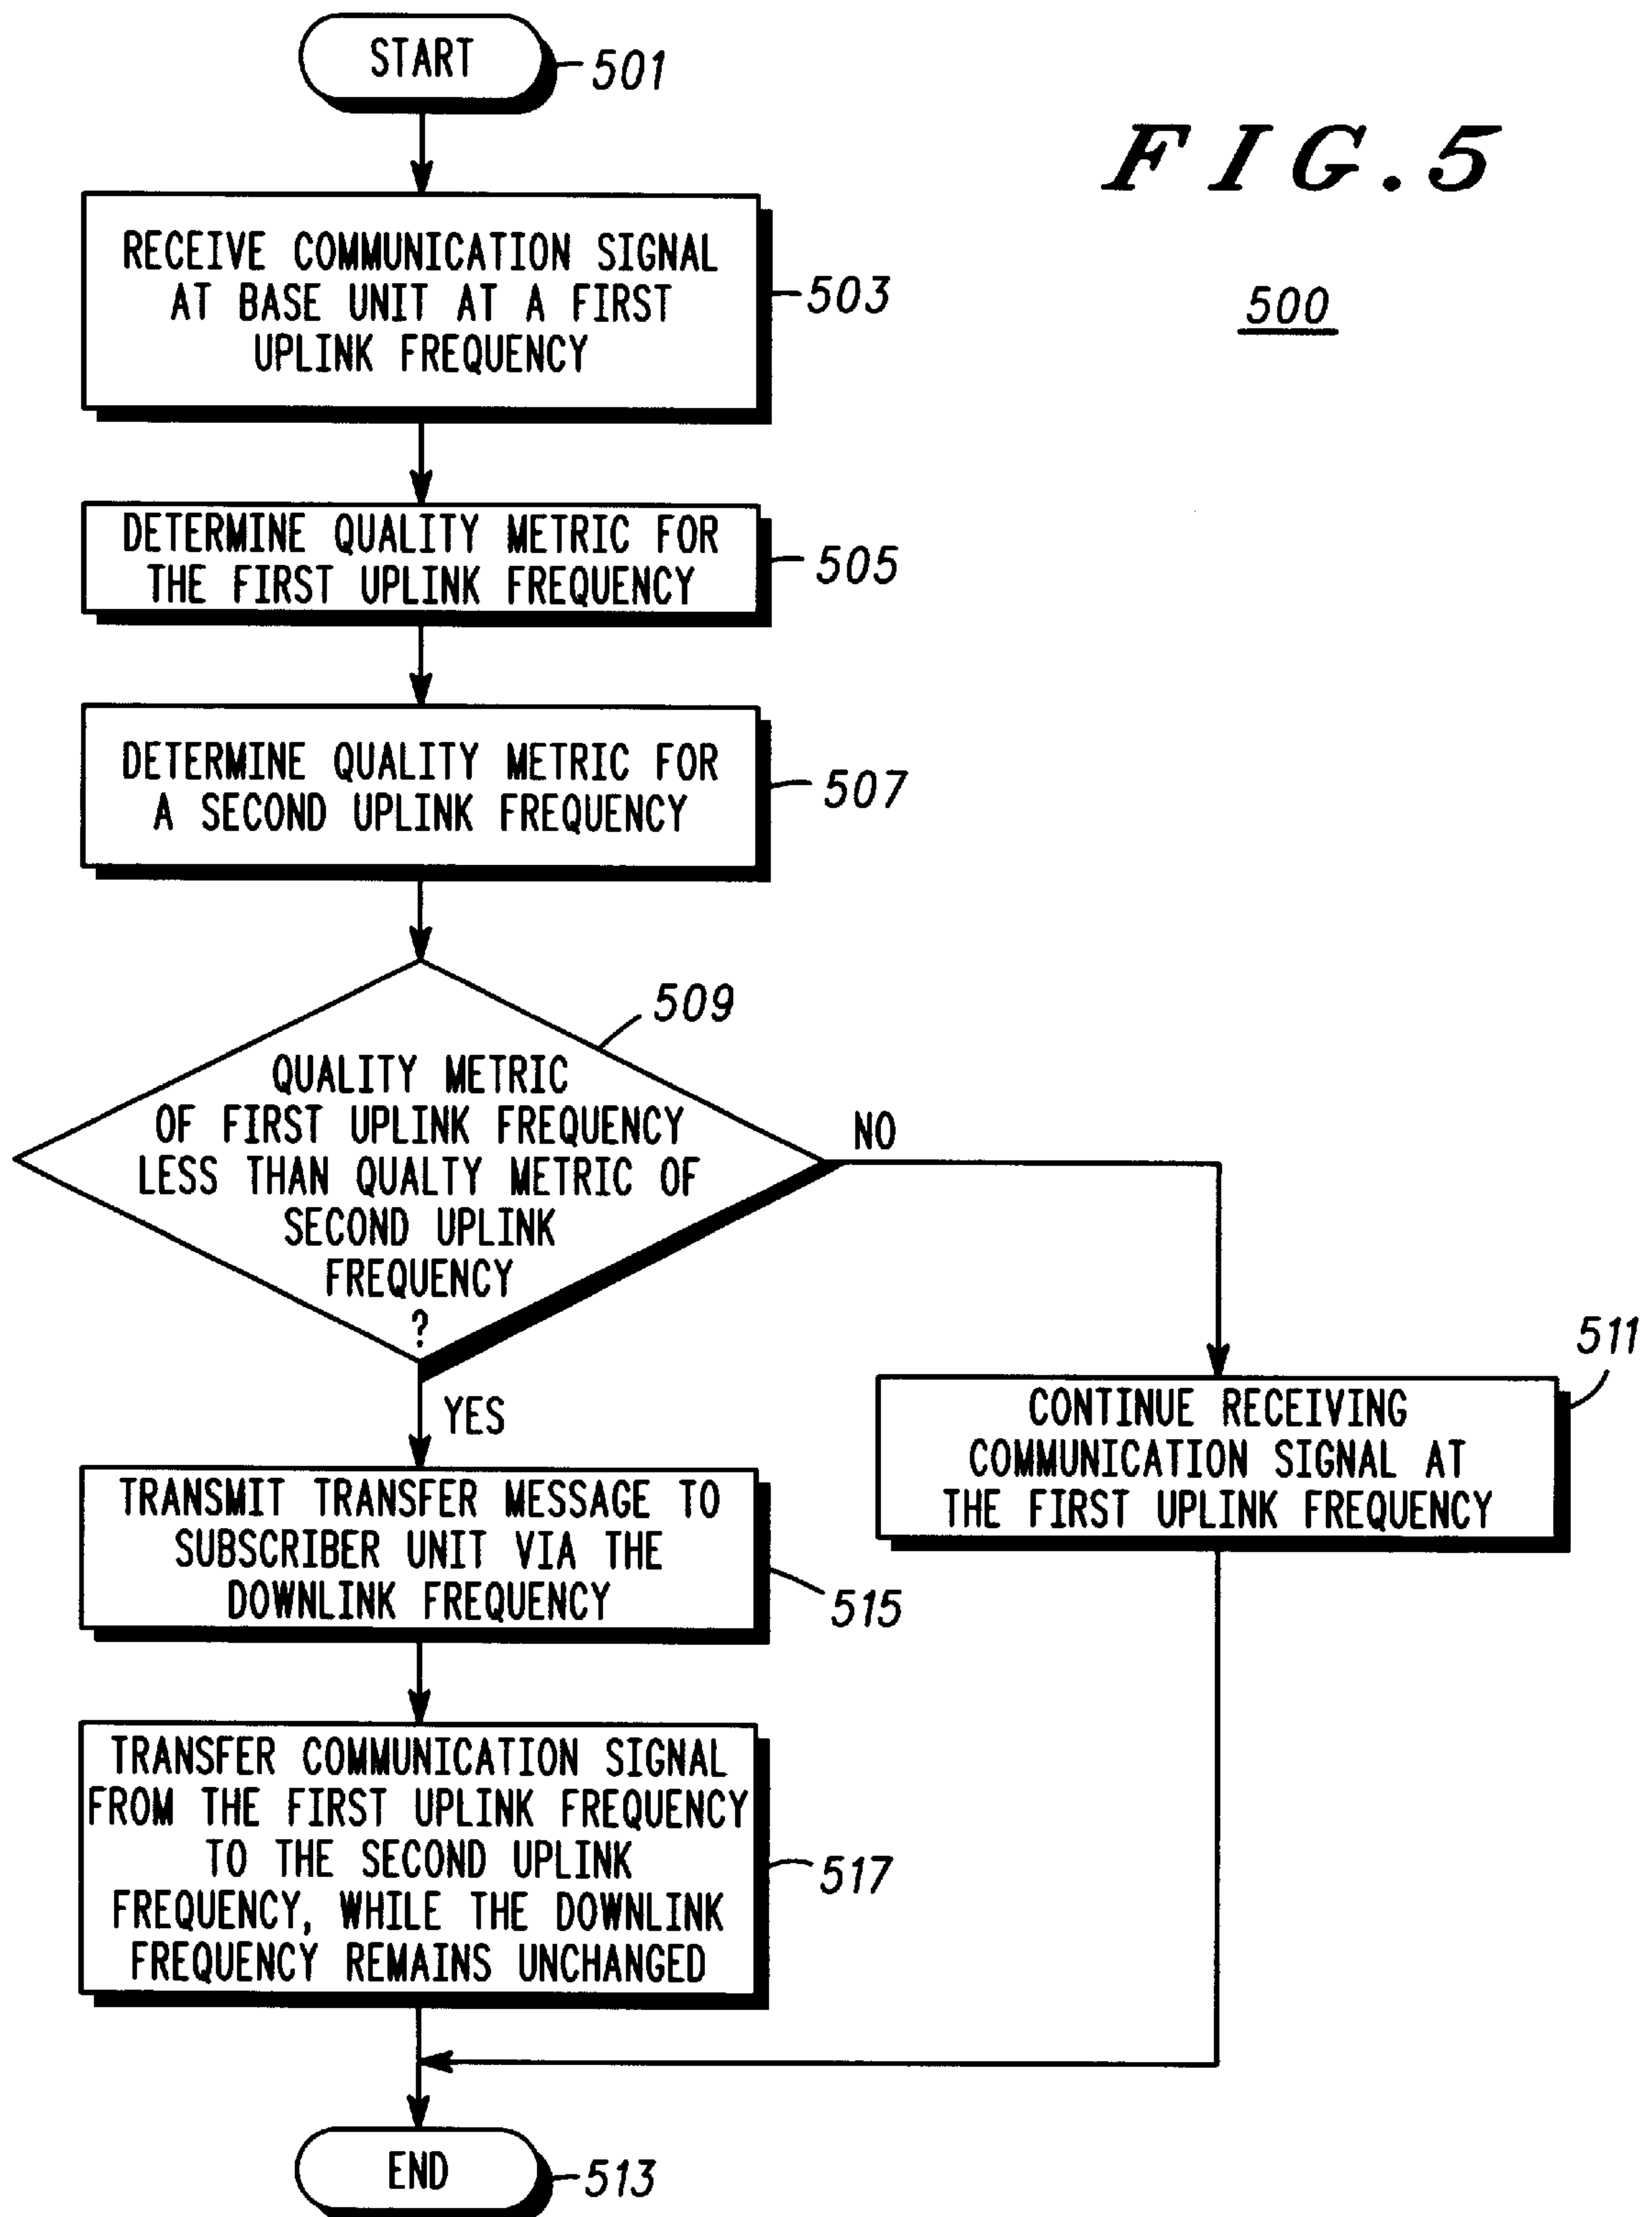 START
501
FIG.5
500
RECEIVE COMMUNICATION SIGNAL
AT BASE UNIT AT A FIRST
UPLINK FREQUENCY
503
DETERMINE QUALITY METRIC FOR
THE FIRST UPLINK FREQUENCY
505
DETERMINE QUALITY METRIC FOR
A SECOND UPLINK FREQUENCY
507
509
QUALITY METRIC
OF FIRST UPLINK FREQUENCY
LESS THAN QUALTY METRIC OF
SECOND UPLINK
FREQUENCY
?
NO
YES
511
CONTINUE RECEIVING
COMMUNICATION SIGNAL AT
THE FIRST UPLINK FREQUENCY
TRANSMIT TRANSFER MESSAGE TO
SUBSCRIBER UNIT VIA THE
DOWNLINK FREQUENCY
515
TRANSFER COMMUNICATION SIGNAL
FROM THE FIRST UPLINK FREQUENCY
TO THE SECOND UPLINK
FREQUENCY, WHILE THE DOWNLINK
FREQUENCY REMAINS UNCHANGED
517
END
513